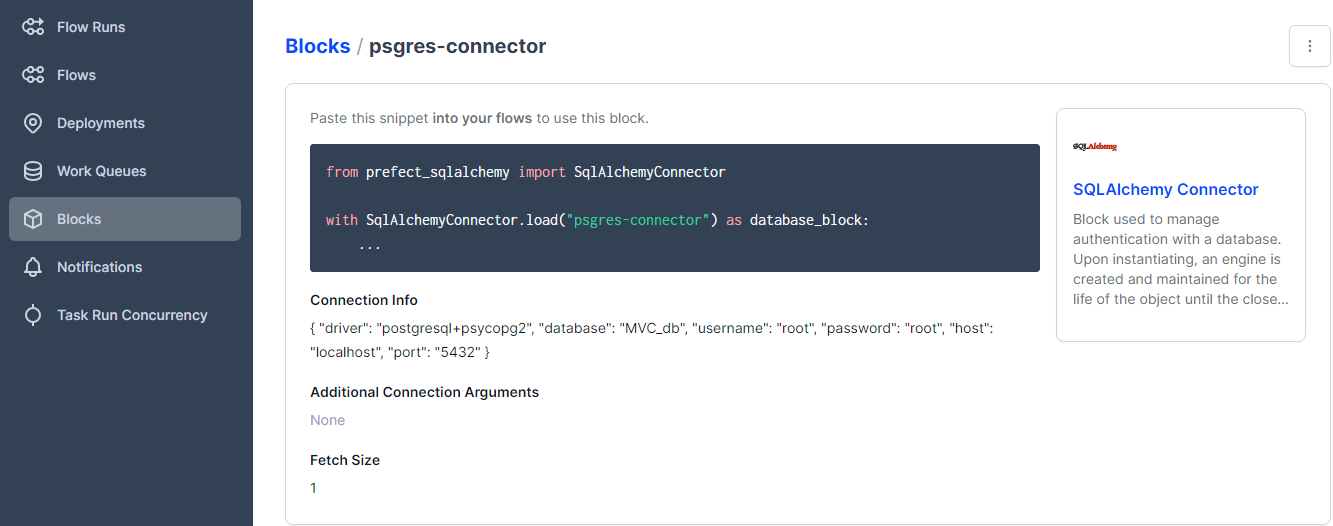 Flow Runs
Flows
Deployments
Work Queues
Blocks
Notifications
Task Run Concurrency
Blocks / psgres-connector
Paste this snippet into your flows to use this block.
from prefect_sqlalchemy import SqlAlchemyConnector
with SqlAlchemyConnector.load("psgres-connector") as database_block:
...
Connection Info
{ "driver": "postgresql+psycopg2", "database": "MVC_db", "username": "root", "password": "root", "host":
"localhost", "port": "5432" }
Additional Connection Arguments
None
Fetch Size
1
SQLAlchemy
SQLAlchemy Connector
Block used to manage
authentication with a database.
Upon instantiating, an engine is
created and maintained for the
life of the object until the close...